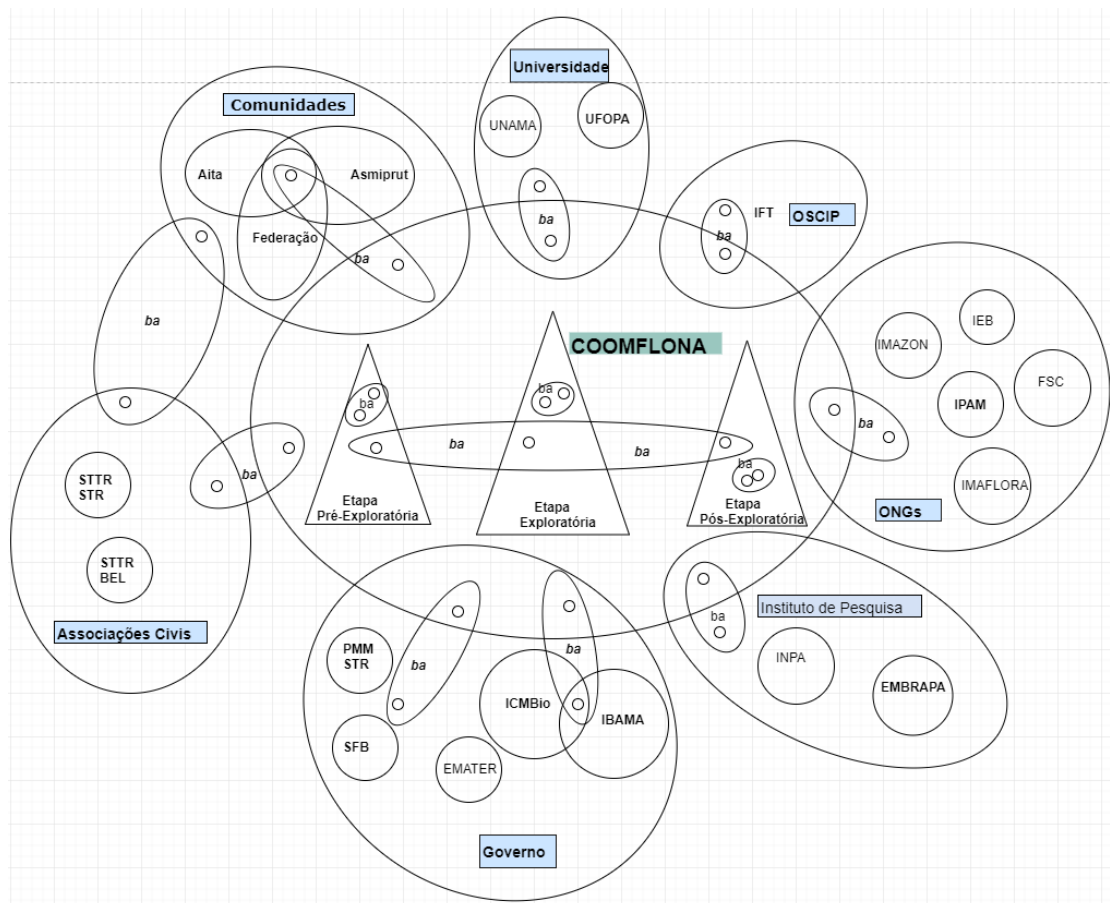 Universidade
UNAMA
UFOPA
ba
Comunidades
Aita
Asmiprut
Federação
ba
IFT
OSCIP
ba
ba
IEB
IMAZON
FSC
IPAM
IMAFLORA
ONGs
ba
COOMFLONA
ba
ba
ba
ba
ba
Etapa
Pré-Exploratória
Etapa
Exploratória
Etapa
Pós-Exploratória
ba
STTR
STR
STTR
BEL
Associações Civis
Instituto de Pesquisa
ba
INPA
EMBRAPA
PMM
STR
ba
ba
ICMBio
IBAMA
SFB
EMATER
Governo